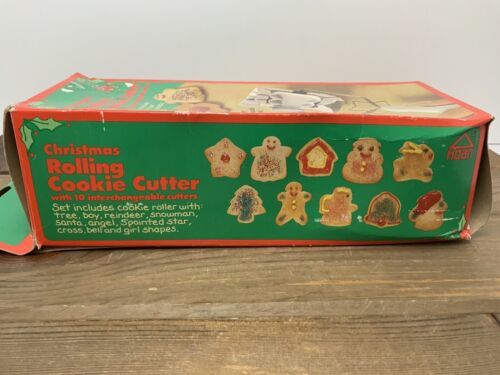 Christmas
Rolling
Cookie Cutter
with 10 interchangeable cutters
Set includes cookie roller with:
tree, boy, reindeer, snowman,
santa, angel, 5pointed star,
cross, bell and girl shapes.
HOAN